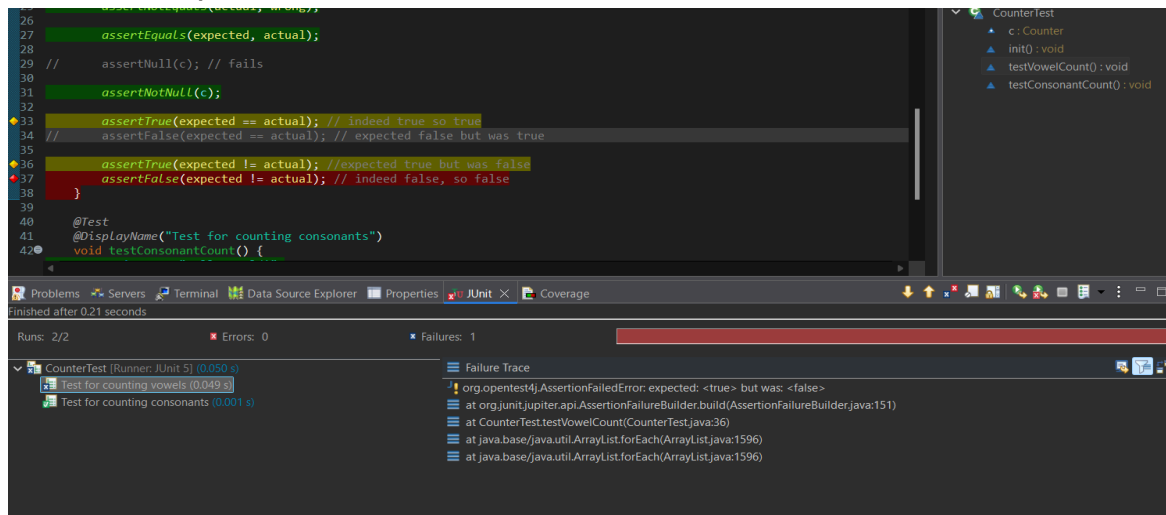 26
27 assertEquals(expected, actual);
28
29 // assertNull(c); // fails
30
31 assertNotNull(c);
32
33 assertTrue(expected == actual); // indeed true so true
34 // assertFalse(expected == actual); // expected false but was true
35
36 assertTrue(expected != actual); //expected true but was false
37 assertFalse(expected != actual); // indeed false, so false
38 }
39
40 @Test
41 @DisplayName("Test for counting consonants")
42 void testConsonantCount() {
CounterTest
c : Counter
init() : void
testVowelCount() : void
testConsonantCount() : void
Problems Servers Terminal Data Source Explorer Properties JUnit Coverage
Finished after 0.21 seconds
Runs: 2/2 Errors: 0 Failures: 1
CounterTest [Runner: JUnit 5] (0.050 s)
Test for counting vowels (0.049 s)
Test for counting consonants (0.001 s)
Failure Trace
org.opentest4j.AssertionFailedError: expected: <true> but was: <false>
at org.junit.jupiter.api.AssertionFailureBuilder.build(AssertionFailureBuilder.java:151)
at CounterTest.testVowelCount(CounterTest.java:36)
at java.base/java.util.ArrayList.forEach(ArrayList.java:1596)
at java.base/java.util.ArrayList.forEach(ArrayList.java:1596)